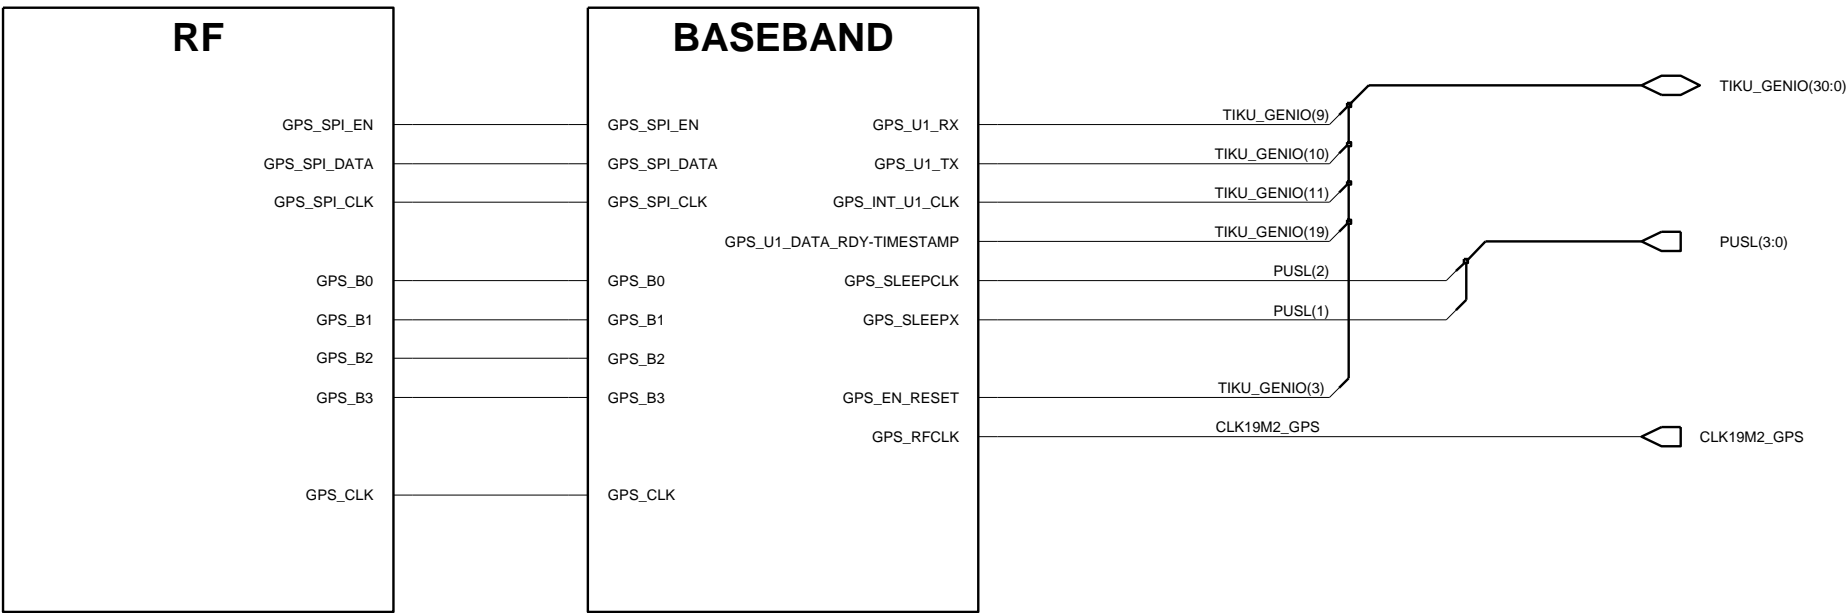 RF
BASEBAND
TIKU_GENIO(30:0)
GPS_SPI_EN
GPS_SPI_EN
GPS_U1_RX
TIKU_GENIO(9)
GPS_SPI_DATA
GPS_SPI_DATA
GPS_U1_TX
TIKU_GENIO(10)
GPS_SPI_CLK
GPS_SPI_CLK
GPS_INT_U1_CLK
TIKU_GENIO(11)
GPS_U1_DATA_RDY-TIMESTAMP
TIKU_GENIO(19)
PUSL(3:0)
GPS_B0
GPS_B0
GPS_SLEEPCLK
PUSL(2)
GPS_B1
GPS_B1
GPS_SLEEPX
PUSL(1)
GPS_B2
GPS_B2
GPS_B3
GPS_B3
GPS_EN_RESET
TIKU_GENIO(3)
GPS_RFCLK
CLK19M2_GPS
CLK19M2_GPS
GPS_CLK
GPS_CLK